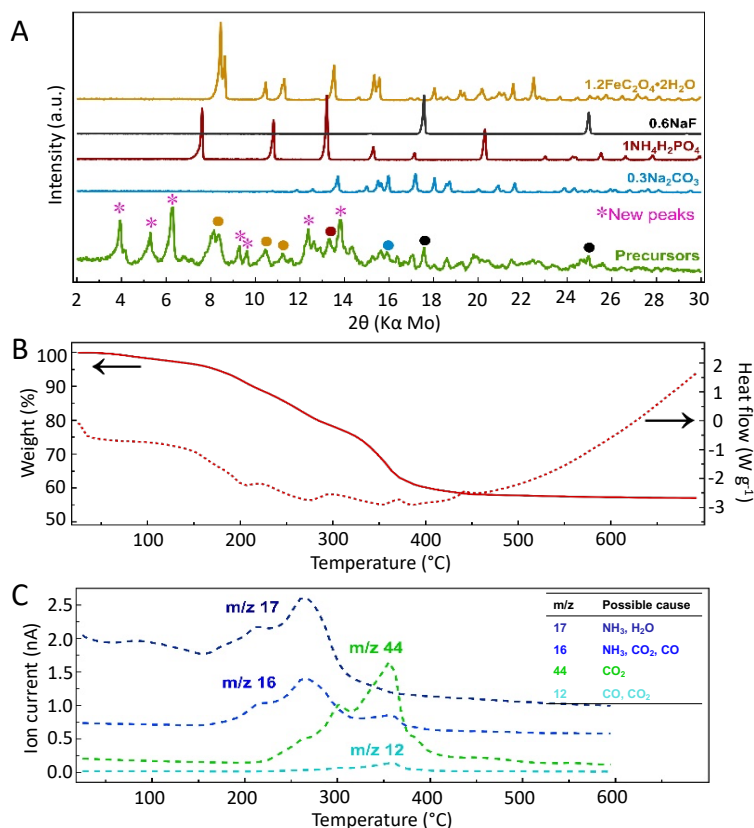 A
Intensity (a.u.)
1.2FeC₂O₄•2H₂O
0.6NaF
1NH₄H₂PO₄
0.3Na₂CO₃
*New peaks
Precursors
2 4 6 8 10 12 14 16 18 20 22 24 26 28 30
2θ (Kα Mo)
B
Weight (%)
100
90
80
70
60
50
2
1
0
-1
-2
-3
Heat flow (W g⁻¹)
100 200 300 400 500 600
Temperature (°C)
C
Ion current (nA)
3.0
2.5
2.0
1.5
1.0
0.5
0.0
m/z 17
m/z 44
m/z 16
m/z 12
m/z Possible cause
17 NH₃, H₂O
16 NH₃, CO₂, CO
44 CO₂
12 CO, CO₂
100 200 300 400 500 600
Temperature (°C)